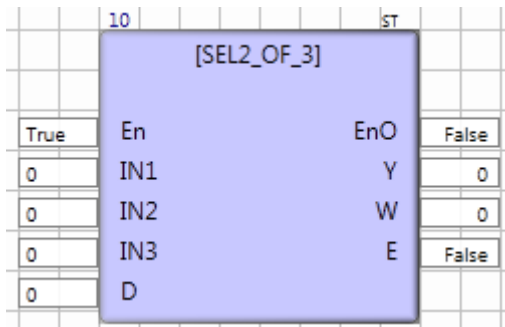 10 ST
[SEL2_OF_3]
True En EnO False
0 IN1 Y 0
0 IN2 W 0
0 IN3 E False
0 D